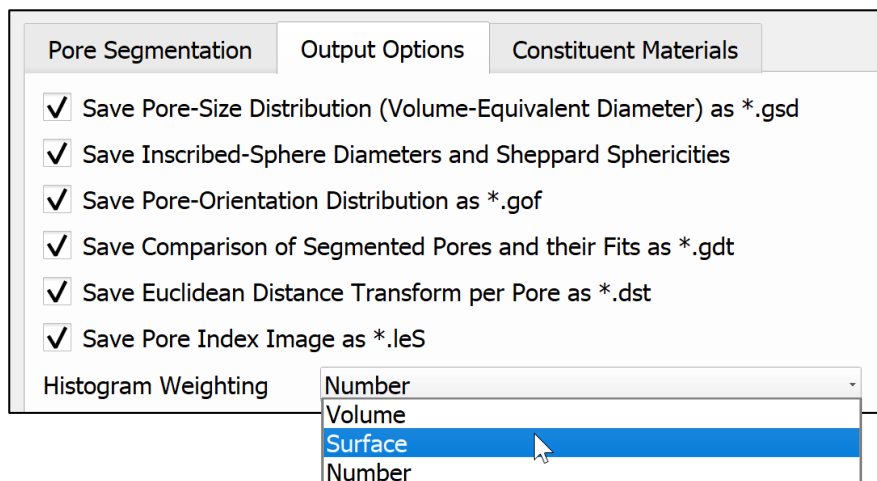 Pore Segmentation Output Options Constituent Materials
Save Pore-Size Distribution (Volume-Equivalent Diameter) as *.gsd
Save Inscribed-Sphere Diameters and Sheppard Sphericities
Save Pore-Orientation Distribution as *.gof
Save Comparison of Segmented Pores and their Fits as *.gdt
Save Euclidean Distance Transform per Pore as *.dst
Save Pore Index Image as *.leS
Histogram Weighting Number
Volume
Surface
Number